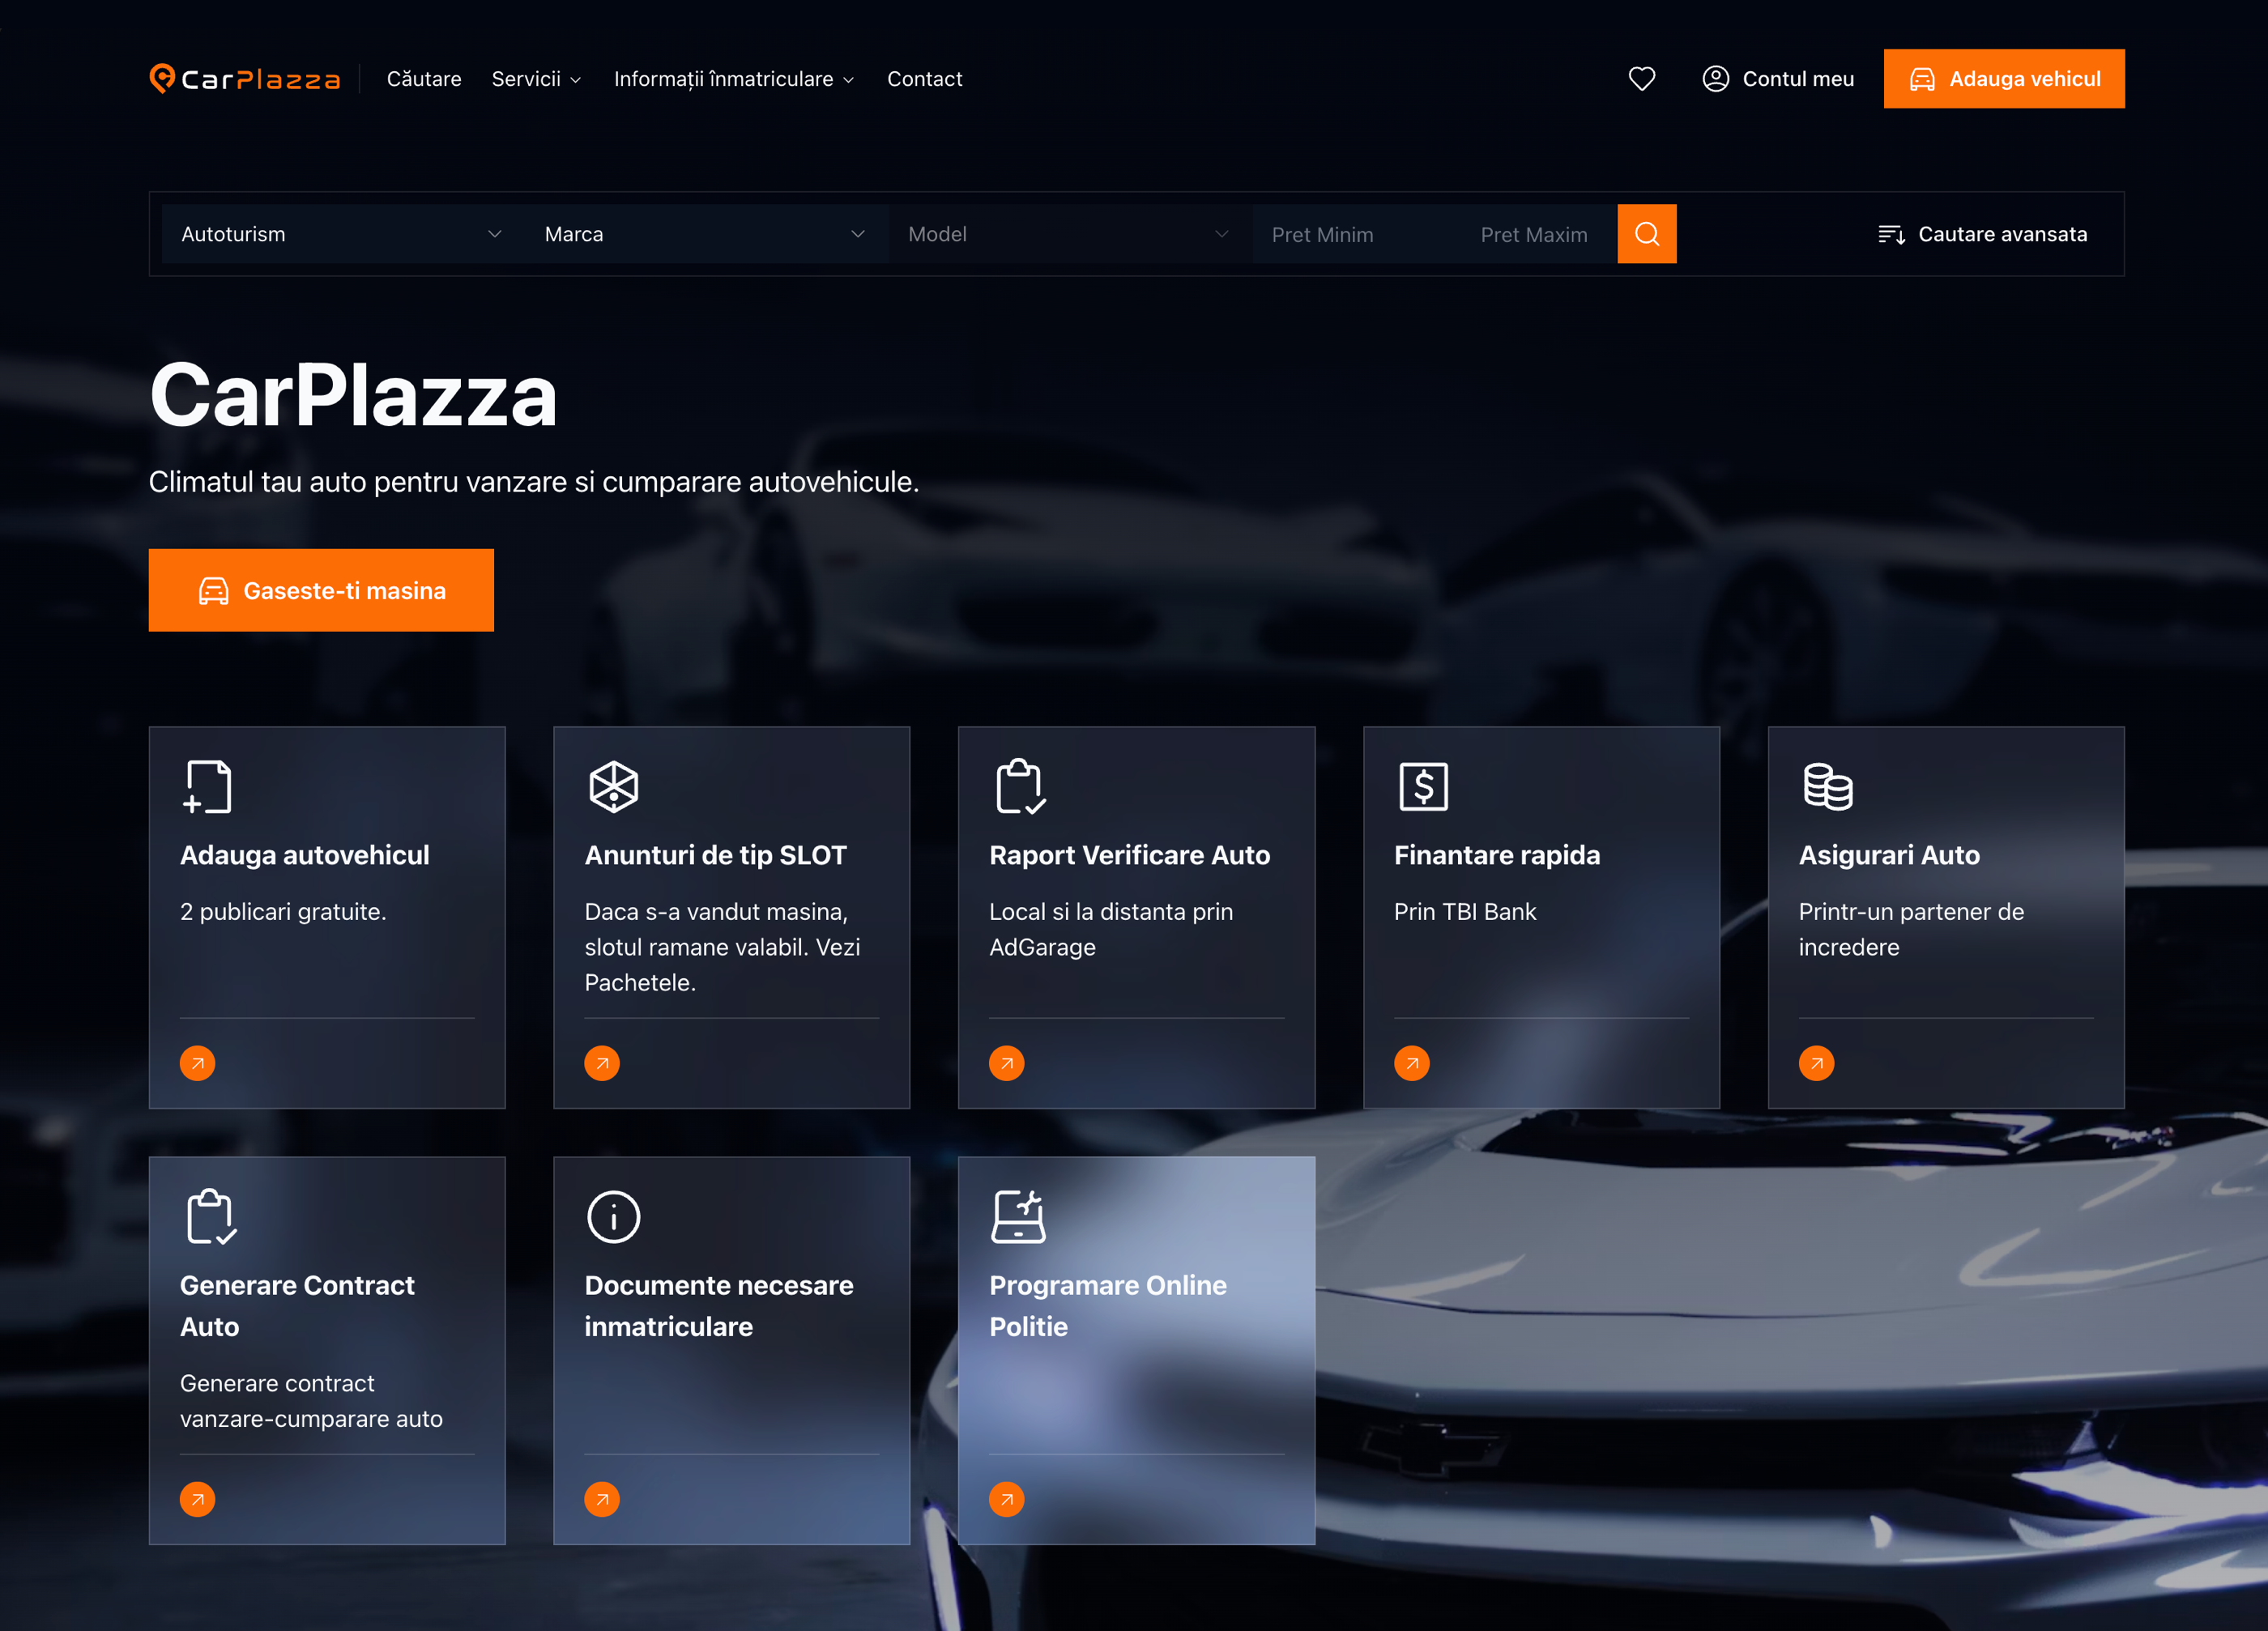 CarPlazza
Căutare
Servicii
Informații înmatriculare
Contact
Contul meu
Adauga vehicul
Autoturism
Marca
Model
Pret Minim
Pret Maxim
Cautare avansata
CarPlazza
Climatul tau auto pentru vanzare si cumparare autovehicule.
Gaseste-ti masina
Adauga autovehicul
2 publicari gratuite.
Anunturi de tip SLOT
Daca s-a vandut masina,
slotul ramane valabil. Vezi
Pachetele.
Raport Verificare Auto
Local si la distanta prin
AdGarage
Finantare rapida
Prin TBI Bank
Asigurari Auto
Printr-un partener de
incredere
Generare Contract
Auto
Generare contract
vanzare-cumparare auto
Documente necesare
inmatriculare
Programare Online
Politie